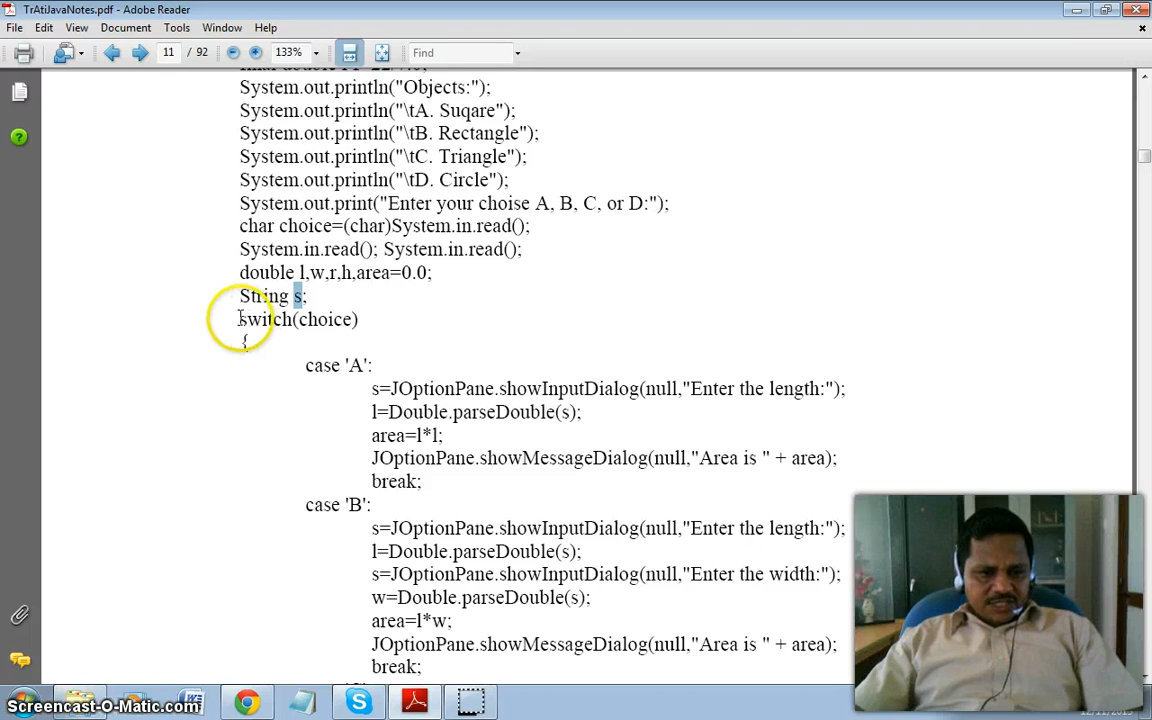 TrAtiJavaNotes.pdf - Adobe Reader
File Edit View Document Tools Window Help
11 / 92 133% Find
System.out.println("Objects:");
System.out.println("\tA. Suqare");
System.out.println("\tB. Rectangle");
System.out.println("\tC. Triangle");
System.out.println("\tD. Circle");
System.out.print("Enter your choise A, B, C, or D:");
char choice=(char)System.in.read();
System.in.read(); System.in.read();
double l,w,r,h,area=0.0;
String s;
switch(choice)
{
case 'A':
s=JOptionPane.showInputDialog(null,"Enter the length:");
l=Double.parseDouble(s);
area=l*l;
JOptionPane.showMessageDialog(null,"Area is " + area);
break;
case 'B':
s=JOptionPane.showInputDialog(null,"Enter the length:");
l=Double.parseDouble(s);
s=JOptionPane.showInputDialog(null,"Enter the width:");
w=Double.parseDouble(s);
area=l*w;
JOptionPane.showMessageDialog(null,"Area is " + area);
break;
Screencast-O-Matic.com